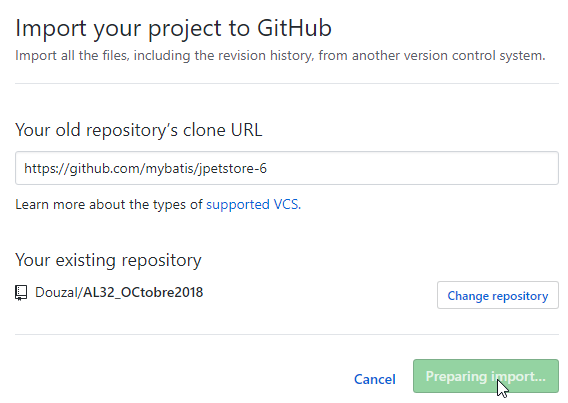 Import your project to GitHub
Import all the files, including the revision history, from another version control system.
Your old repository's clone URL
https://github.com/mybatis/jpetstore-6
Learn more about the types of supported VCS.
Your existing repository
Douzal/AL32_OCtobre2018
Change repository
Cancel
Preparing import...